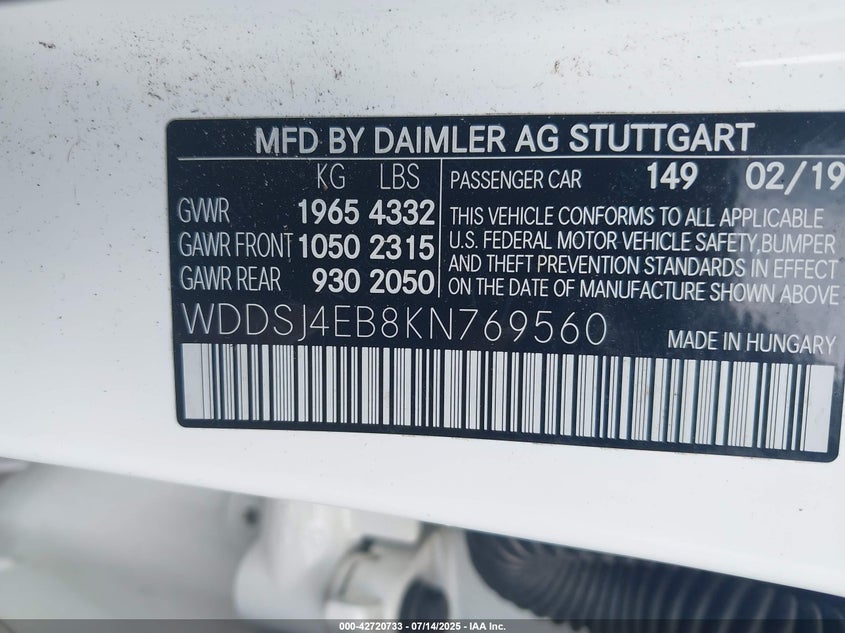 MFD BY DAIMLER AG STUTTGART
KG LBS
GVWR 1965 4332
GAWR FRONT 1050 2315
GAWR REAR 930 2050
PASSENGER CAR 149 02/19
THIS VEHICLE CONFORMS TO ALL APPLICABLE
U.S. FEDERAL MOTOR VEHICLE SAFETY,BUMPER
AND THEFT PREVENTION STANDARDS IN EFFECT
ON THE DATE OF MANUFACTURE SHOWN ABOVE
WDDSJ4EB8KN769560
MADE IN HUNGARY
000-42720733 - 07/14/2025 - IAA Inc.